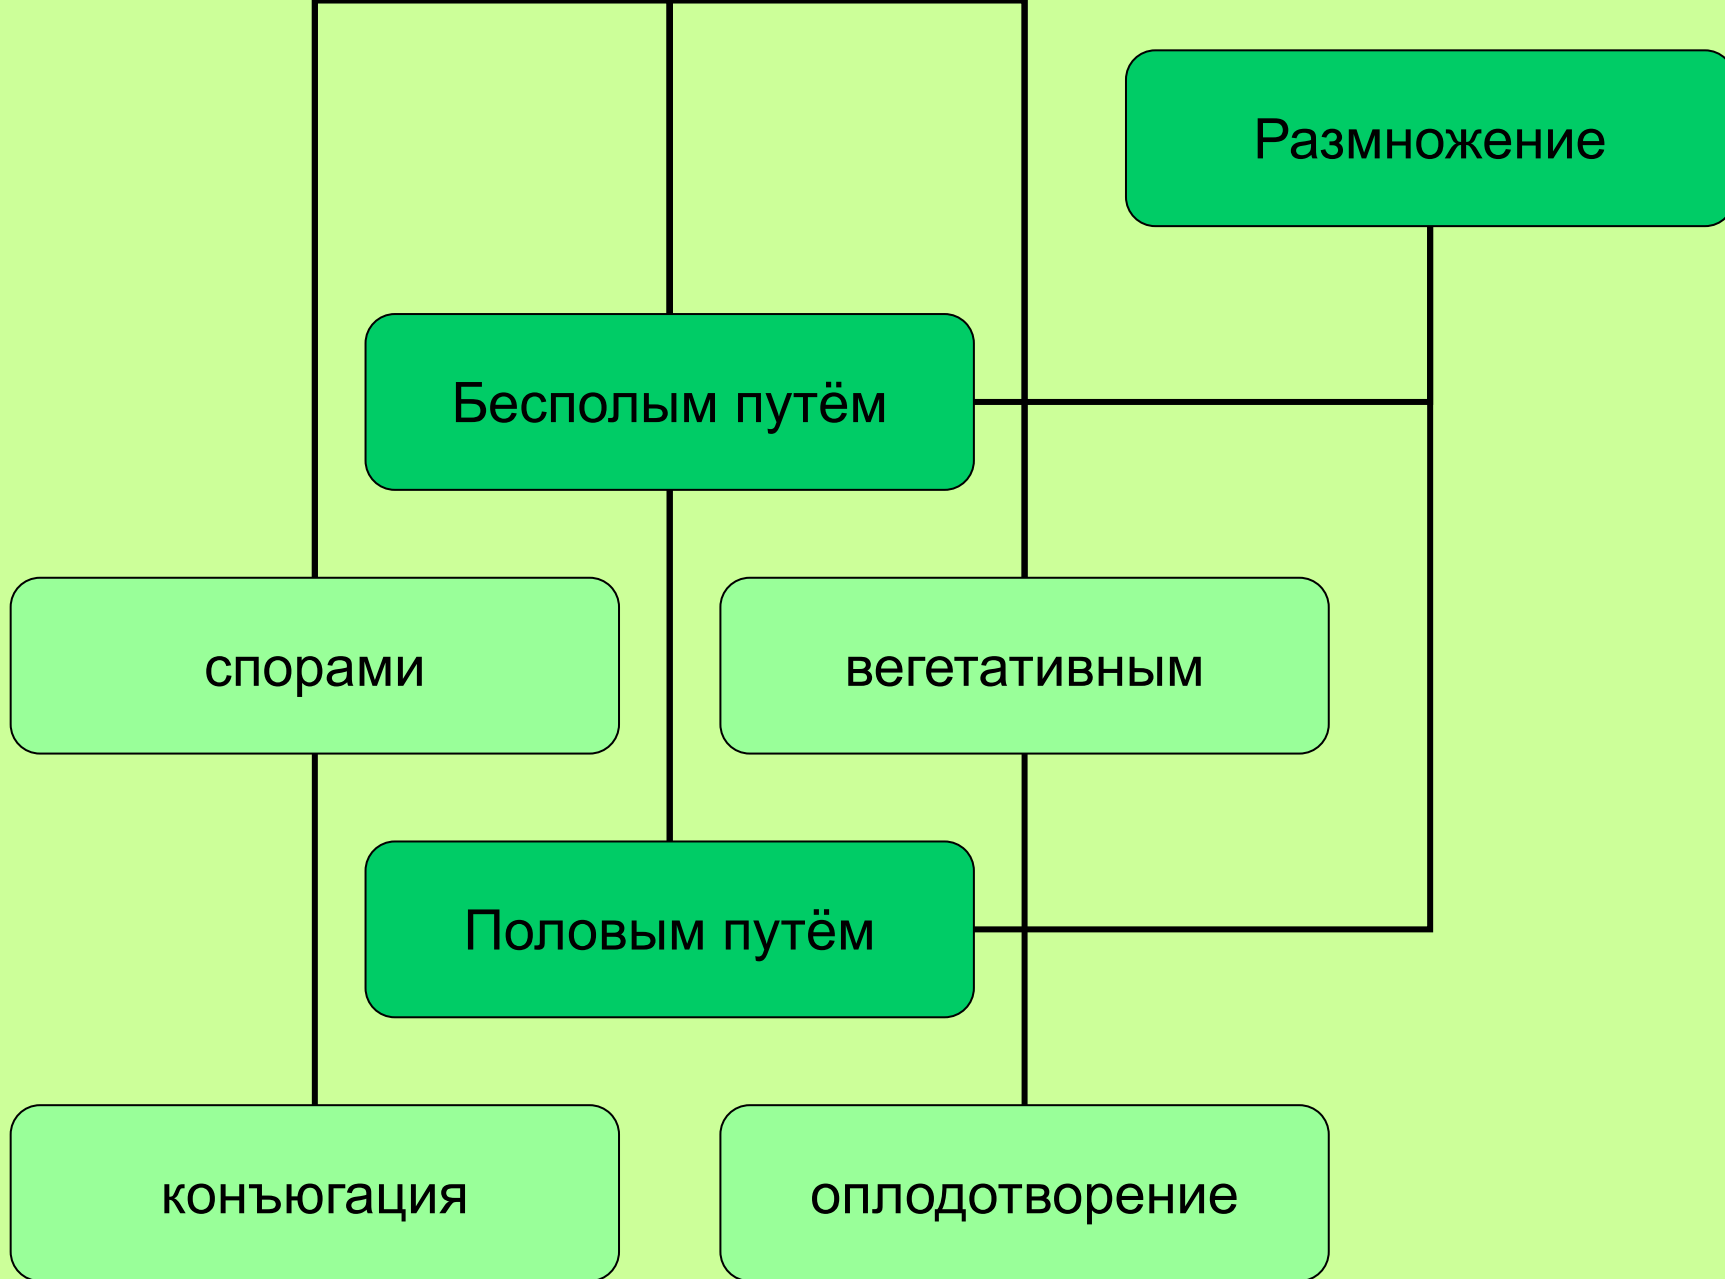 Размножение
Бесполым путём
спорами
вегетативным
Половым путём
конъюгация
оплодотворение